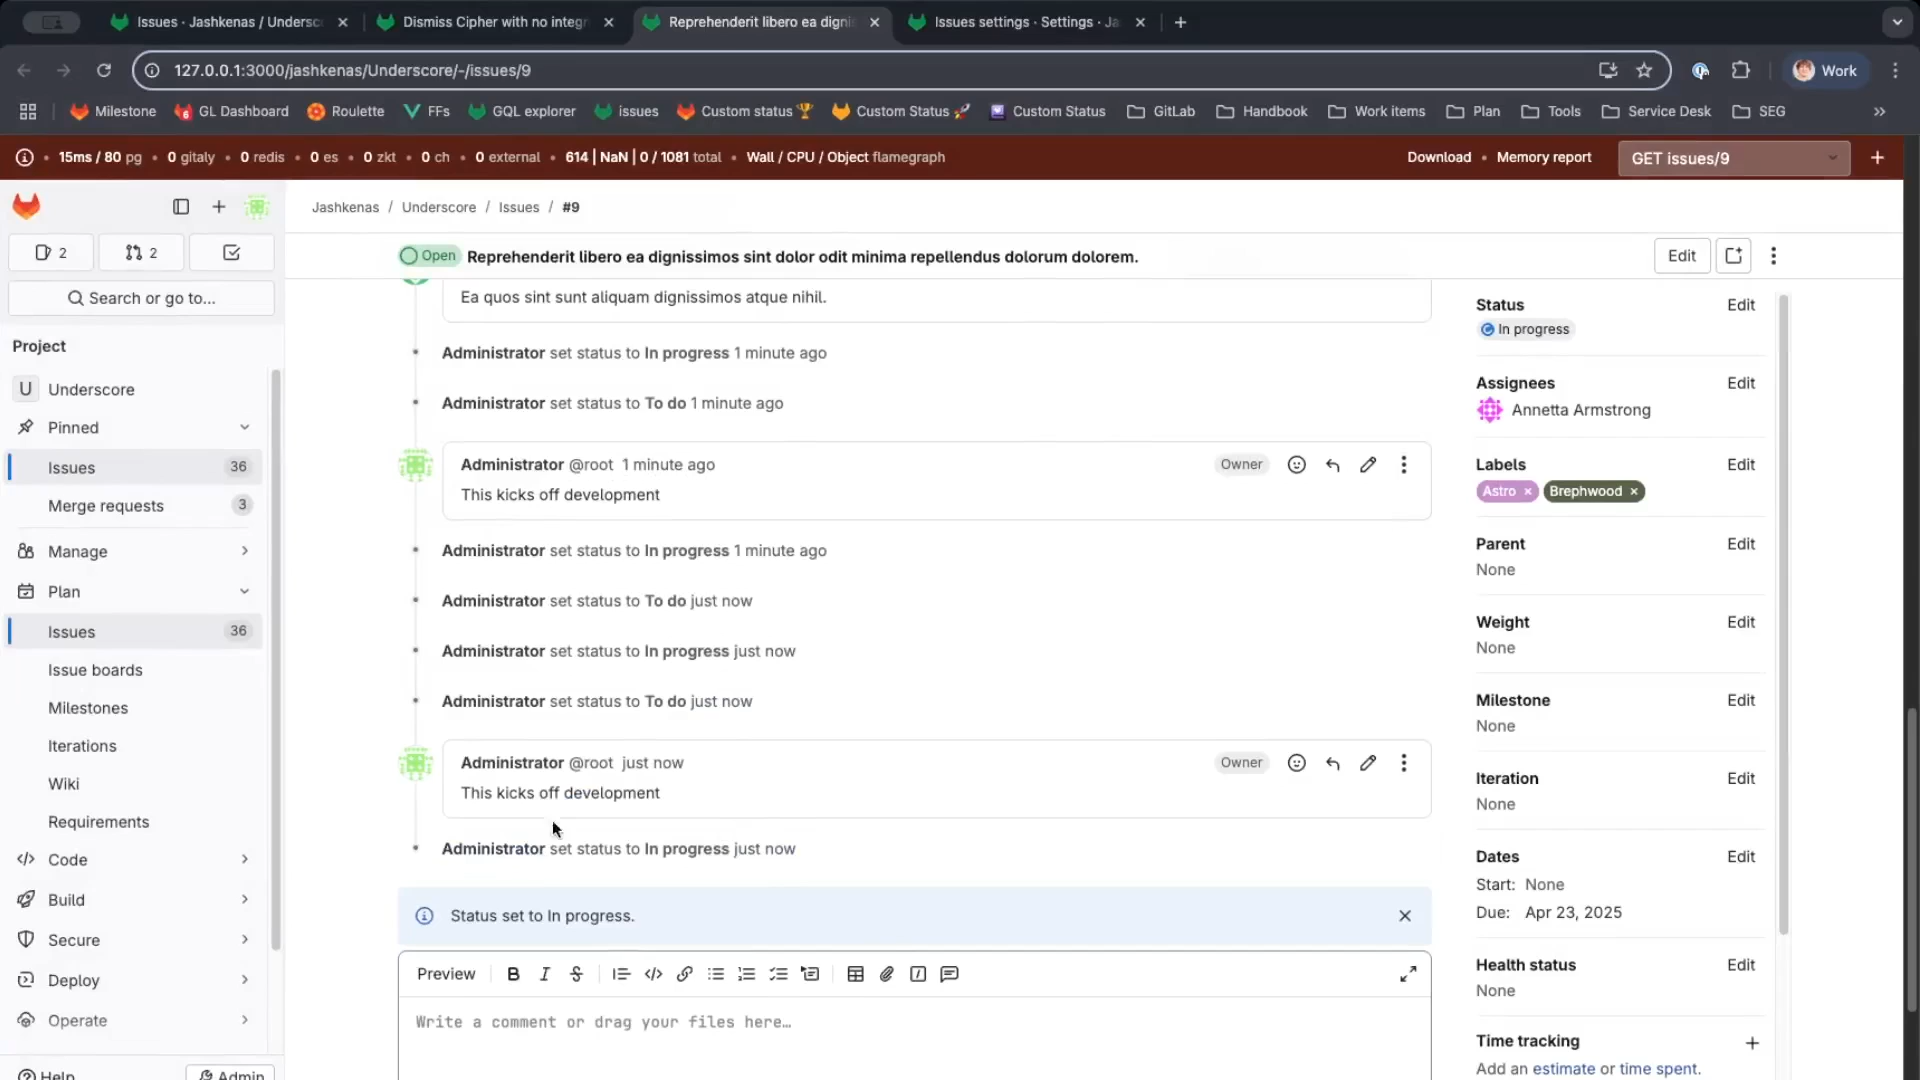 Issues · Jashkenas / Undersc
Dismiss Cipher with no integr
Reprehenderit libero ea digni
Issues settings · Settings · Ja
127.0.0.1:3000/jashkenas/Underscore/-/issues/9
Work
Milestone
GL Dashboard
Roulette
FFs
GQL explorer
issues
Custom status
Custom Status
Custom Status
GitLab
Handbook
Work items
Plan
Tools
Service Desk
SEG
15ms / 80 pg • 0 gitaly • 0 redis • 0 es • 0 zkt • 0 ch • 0 external • 614 | NaN | 0 / 1081 total • Wall / CPU / Object flamegraph
Download • Memory report
GET issues/9
2
2
Search or go to...
Project
U Underscore
Pinned
Issues 36
Merge requests 3
Manage
Plan
Issues 36
Issue boards
Milestones
Iterations
Wiki
Requirements
Code
Build
Secure
Deploy
Operate
Help
Admin
Jashkenas / Underscore / Issues / #9
Open Reprehenderit libero ea dignissimos sint dolor odit minima repellendus dolorum dolorem.
Edit
Ea quos sint sunt aliquam dignissimos atque nihil.
Administrator set status to In progress 1 minute ago
Administrator set status to To do 1 minute ago
Administrator @root 1 minute ago
Owner
This kicks off development
Administrator set status to In progress 1 minute ago
Administrator set status to To do just now
Administrator set status to In progress just now
Administrator set status to To do just now
Administrator @root just now
Owner
This kicks off development
Administrator set status to In progress just now
Status set to In progress.
Preview
Write a comment or drag your files here…
Status Edit
In progress
Assignees Edit
Annetta Armstrong
Labels Edit
Astro × Brephwood ×
Parent Edit
None
Weight Edit
None
Milestone Edit
None
Iteration Edit
None
Dates Edit
Start: None
Due: Apr 23, 2025
Health status Edit
None
Time tracking
Add an estimate or time spent.